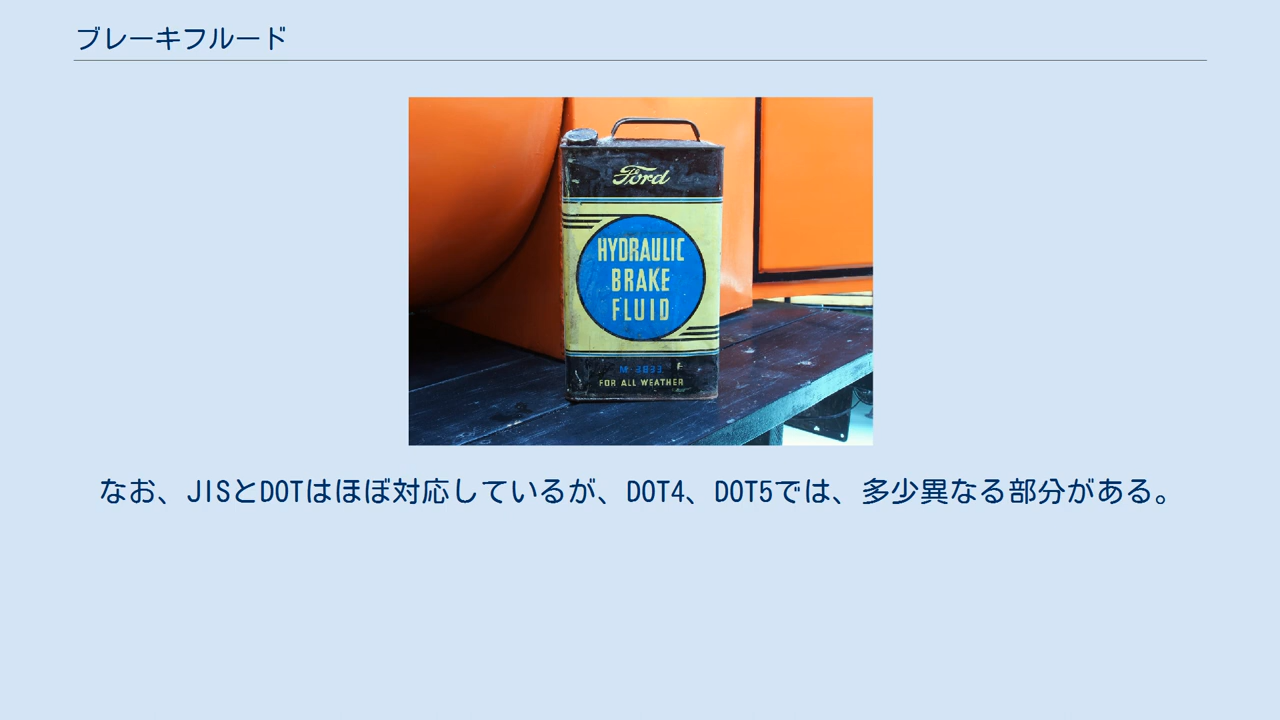 ブレーキフルード
Ford
HYDRAULIC
BRAKE
FLUID
FOR ALL WEATHER
なお、JISとDOTはほぼ対応しているが、DOT4、DOT5では、多少異なる部分がある。